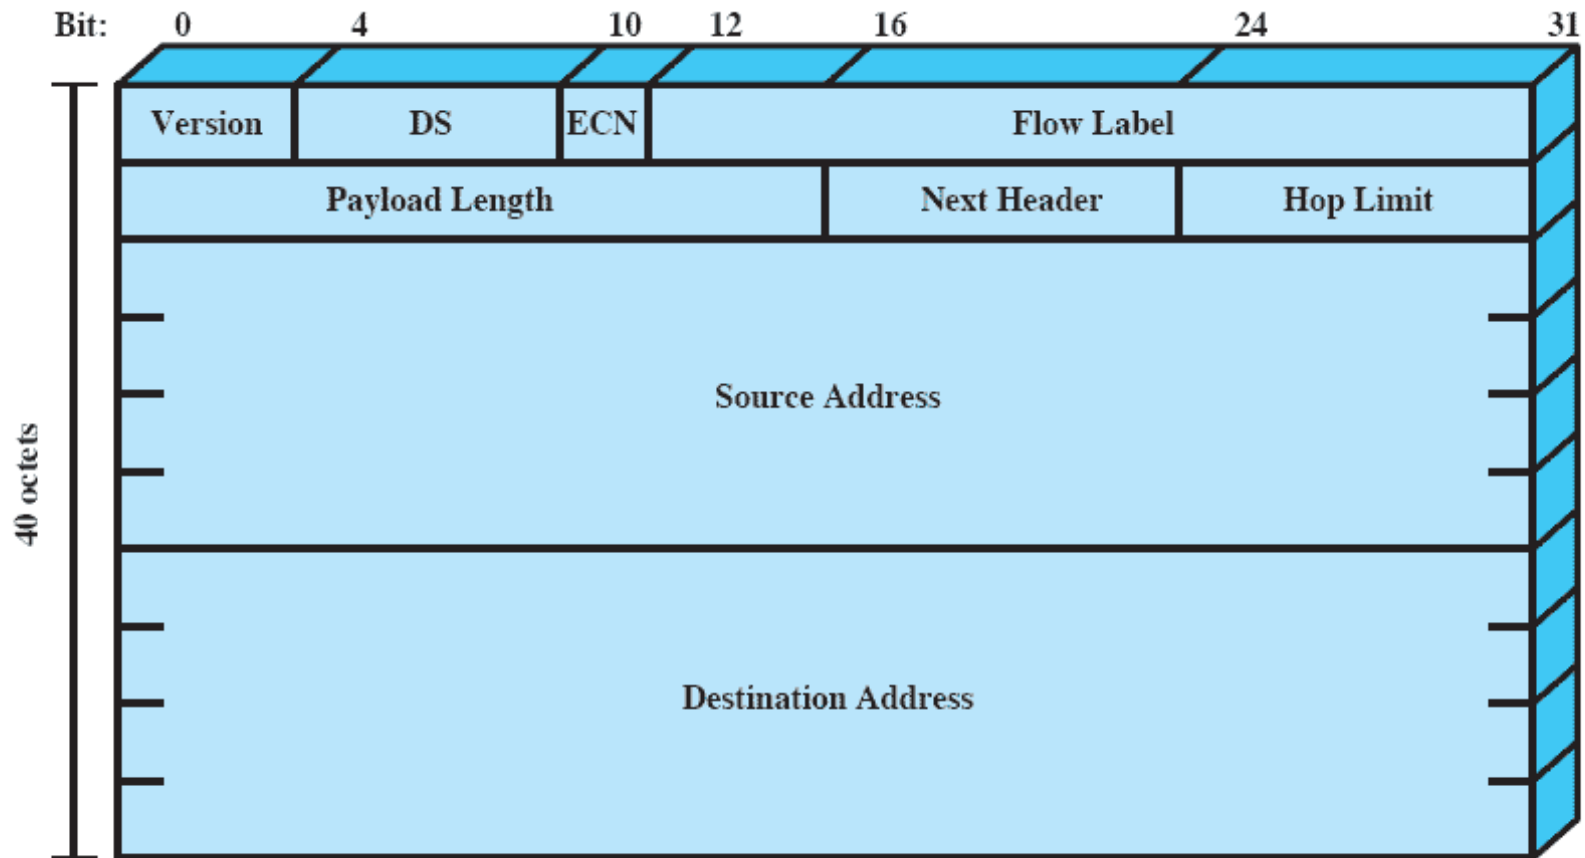 Bit: 0 4 10 12 16 24 31
Version DS ECN Flow Label
Payload Length Next Header Hop Limit
Source Address
40 octets
Destination Address